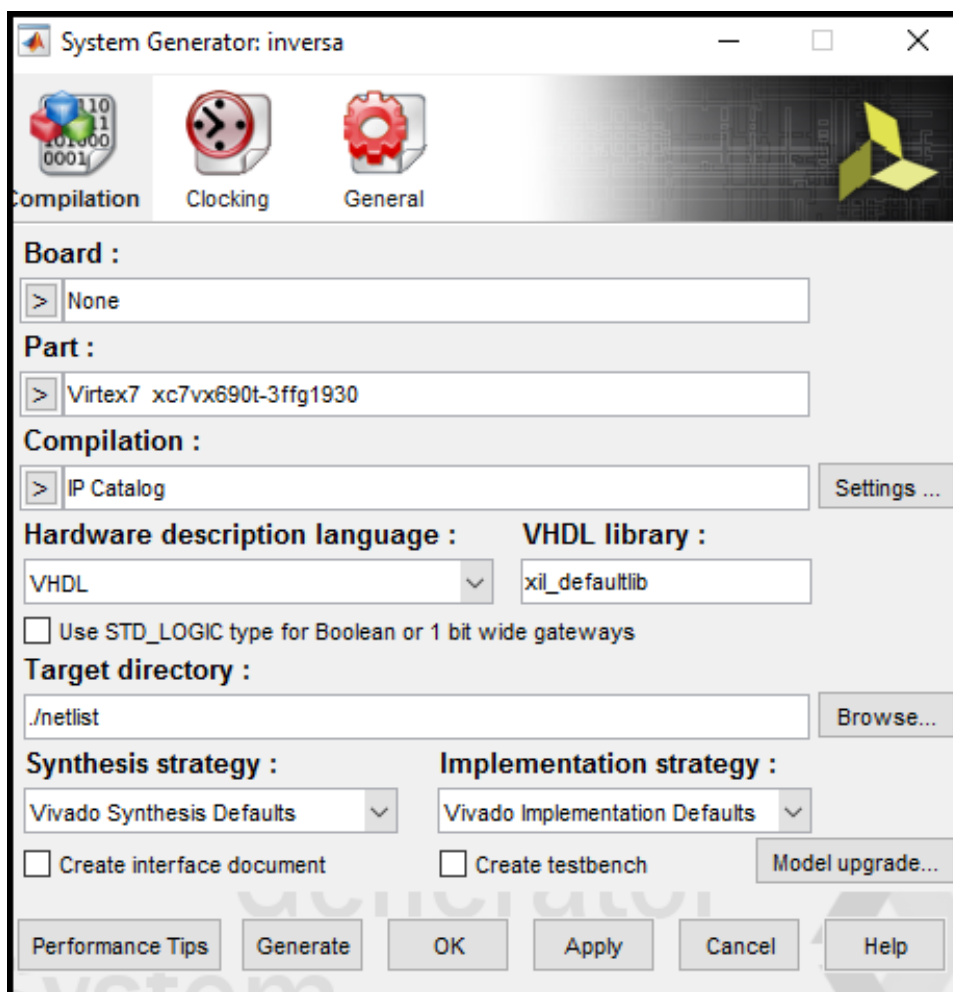 System Generator: inversa
Compilation Clocking General
Board :
> None
Part :
> Virtex7 xc7vx690t-3ffg1930
Compilation :
> IP Catalog Settings ...
Hardware description language : VHDL library :
VHDL xil_defaultlib
Use STD_LOGIC type for Boolean or 1 bit wide gateways
Target directory :
./netlist Browse...
Synthesis strategy : Implementation strategy :
Vivado Synthesis Defaults Vivado Implementation Defaults
Create interface document Create testbench Model upgrade...
Performance Tips Generate OK Apply Cancel Help